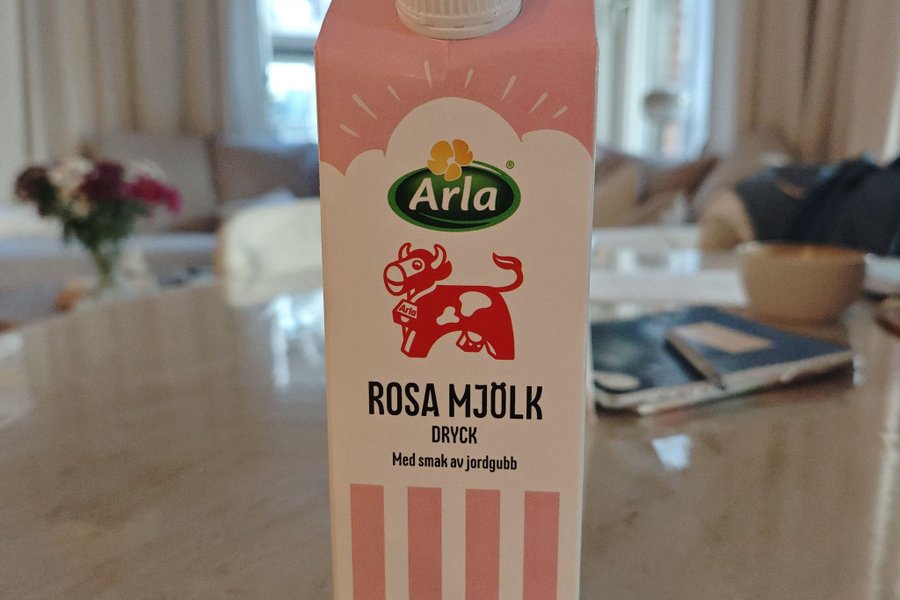 Arla®
Arla
ROSA MJÖLK
DRYCK
Med smak av jordgubb